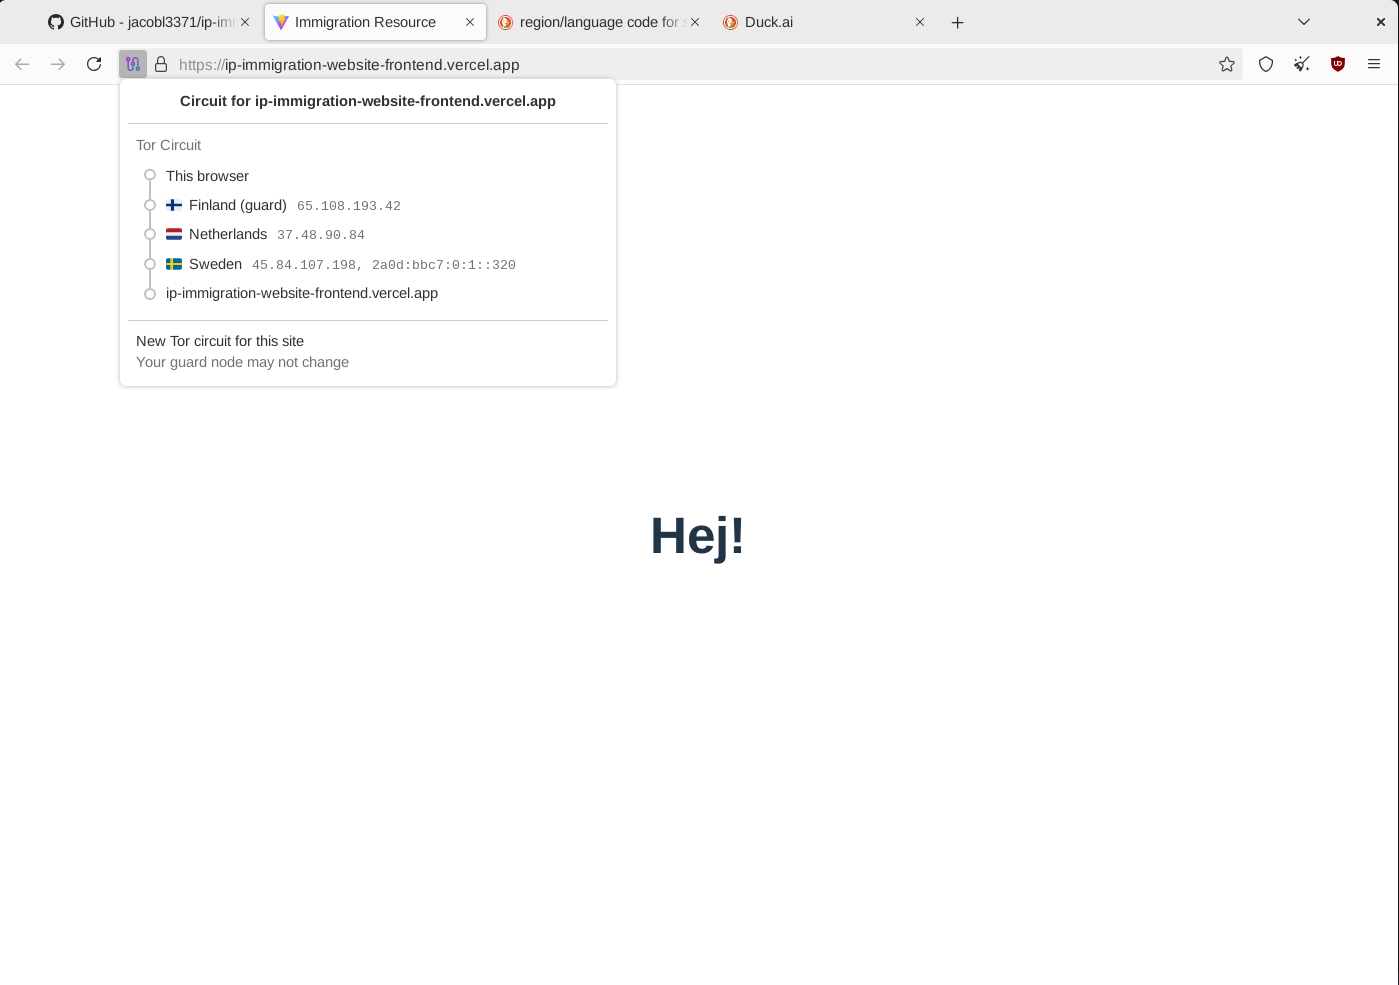 GitHub - jacobl3371/ip-im
Immigration Resource
region/language code for
Duck.ai
https://ip-immigration-website-frontend.vercel.app
Circuit for ip-immigration-website-frontend.vercel.app
Tor Circuit
This browser
Finland (guard) 65.108.193.42
Netherlands 37.48.90.84
Sweden 45.84.107.198, 2a0d:bbc7:0:1::320
ip-immigration-website-frontend.vercel.app
New Tor circuit for this site
Your guard node may not change
Hej!